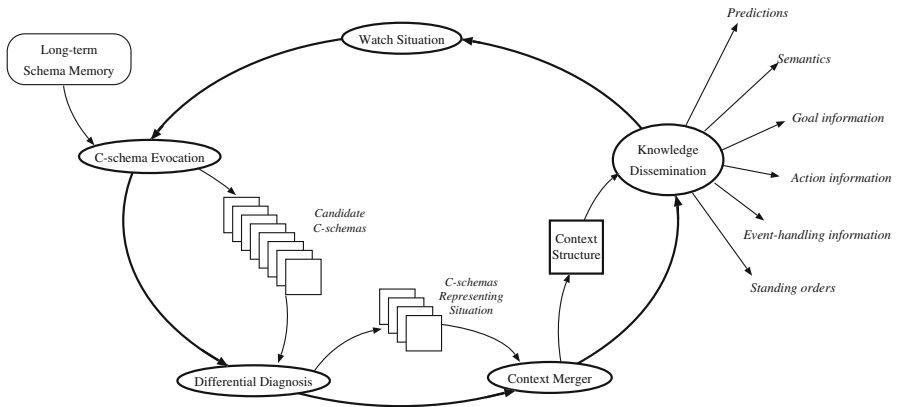 Predictions
Watch Situation
Long-term
Schema Memory
Semantics
Goal information
Knowledge
Dissemination
C-schema Evocation
Action information
Candidate
C-schemas
Event-handling information
Context
Structure
C-schemas
Representing
Situation
Standing orders
Differential Diagnosis
Context Merger